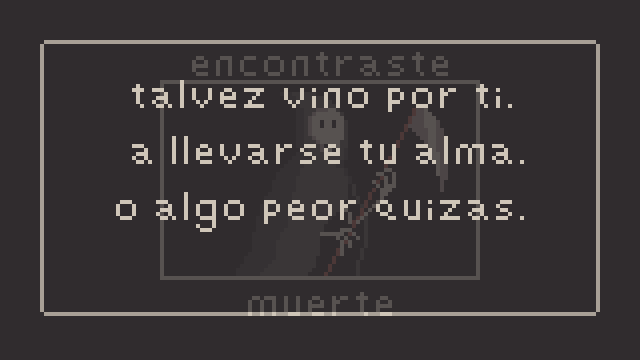 encontraste
talvez vino por ti.
a llevarse tu alma.
o algo peor quizas.
muerte